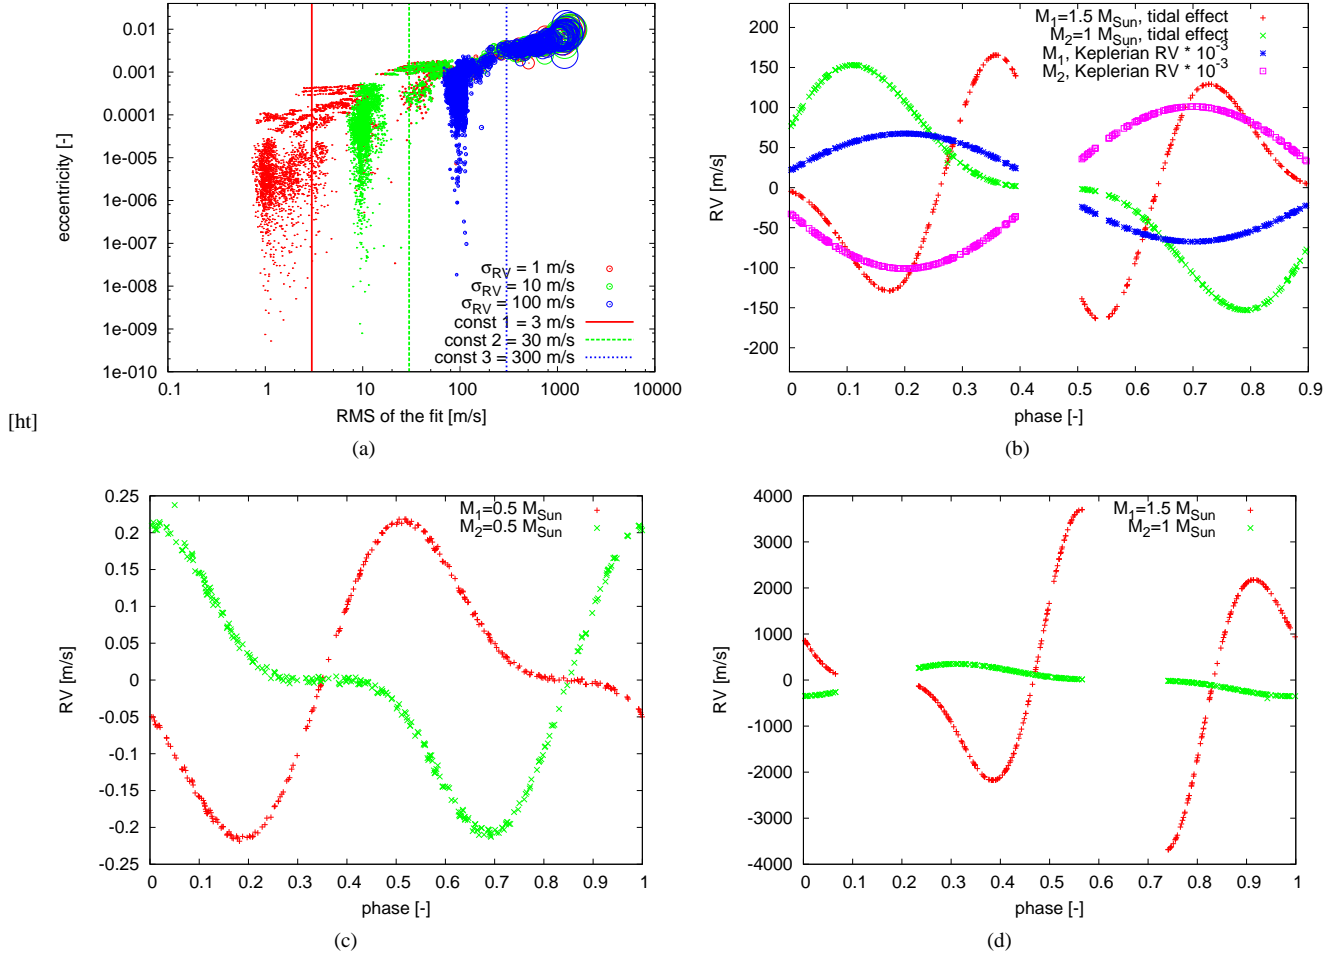 0.01
0.001
0.0001
1e-005
1e-006
1e-007
1e-008
1e-009
1e-010
0.1
1
10
100
1000
10000
eccentricity [-]
RMS of the fit [m/s]
σRV = 1 m/s
σRV = 10 m/s
σRV = 100 m/s
const 1 = 3 m/s
const 2 = 30 m/s
const 3 = 300 m/s
[ht]
(a)
M1=1.5 MSun, tidal effect
M2=1 MSun, tidal effect
M1, Keplerian RV * 10-3
M2, Keplerian RV * 10-3
200
150
100
50
0
-50
-100
-150
-200
0
0.1
0.2
0.3
0.4
0.5
0.6
0.7
0.8
0.9
RV [m/s]
phase [-]
(b)
M1=0.5 MSun
M2=0.5 MSun
0.25
0.2
0.15
0.1
0.05
0
-0.05
-0.1
-0.15
-0.2
-0.25
0
0.1
0.2
0.3
0.4
0.5
0.6
0.7
0.8
0.9
1
RV [m/s]
phase [-]
(c)
M1=1.5 MSun
M2=1 MSun
4000
3000
2000
1000
0
-1000
-2000
-3000
-4000
0
0.1
0.2
0.3
0.4
0.5
0.6
0.7
0.8
0.9
1
RV [m/s]
phase [-]
(d)